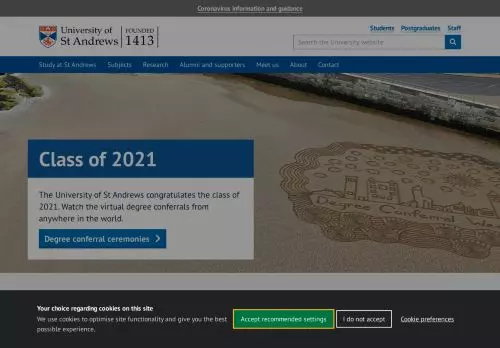 Coronavirus information and guidance
University of
St Andrews
FOUNDED
1413
Students Postgraduates Staff
Search the University website
Study at St Andrews Subjects Research Alumni and supporters Meet us About Contact
Class of 2021
The University of St Andrews congratulates the class of
2021. Watch the virtual degree conferrals from
anywhere in the world.
Degree conferral ceremonies
Degree Conferral We
Your choice regarding cookies on this site
We use cookies to optimise site functionality and give you the best
possible experience.
Accept recommended settings
I do not accept
Cookie preferences